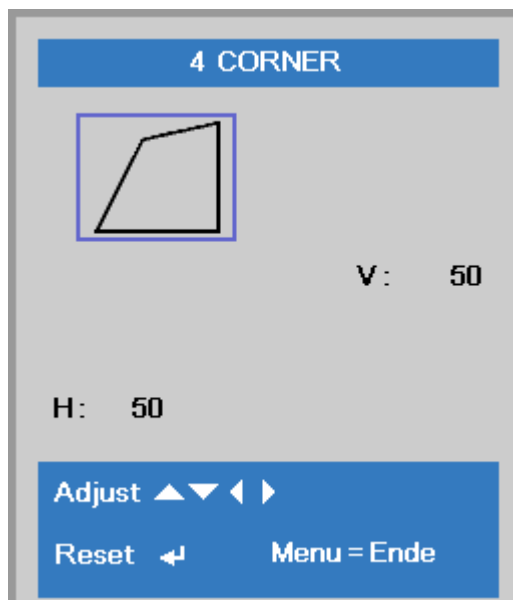 4 CORNER
V: 50
H: 50
Adjust
Reset Menu = Ende